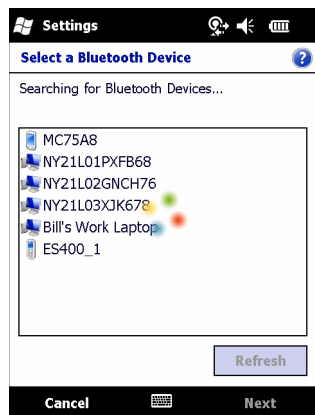 Settings
Select a Bluetooth Device
Searching for Bluetooth Devices...
MC75A8
NY21L01PXFB68
NY21L02GNCH76
NY21L03XJK678
Bill's Work Laptop
ES400_1
Refresh
Cancel
Next